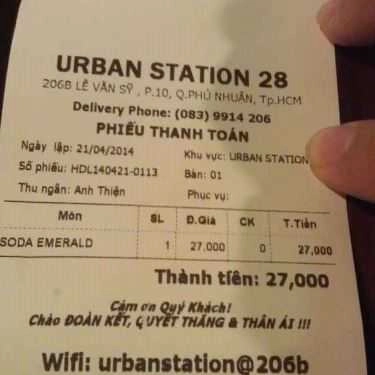 URBAN STATION 28
206B LÊ VĂN SỸ , P.10, Q.PHÚ NHUẬN, Tp.HCM
Delivery Phone: (083) 9914 206
PHIẾU THANH TOÁN
Ngày lập: 21/04/2014 Khu vực: URBAN STATION
Số phiếu: HDL140421-0113 Bàn: 01
Thu ngân: Anh Thiện Phục vụ:
Món SL Đ.Giá CK T.Tiền
SODA EMERALD 1 27,000 0 27,000
Thành tiền: 27,000
Cám ơn Quý Khách!
Chào ĐOÀN KẾT, QUYẾT THẮNG & THÂN ÁI !!!
Wifi: urbanstation@206b